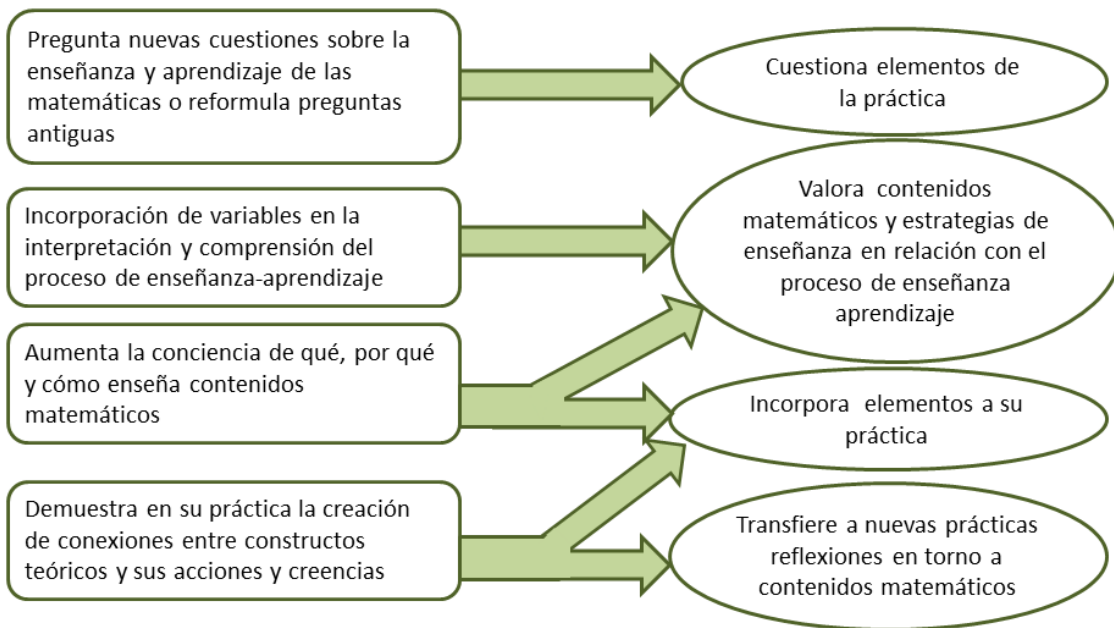 Pregunta nuevas cuestiones sobre la
enseñanza y aprendizaje de las
matemáticas o reformula preguntas
antiguas
Cuestiona elementos de
la práctica
Incorporación de variables en la
interpretación y comprensión del
proceso de enseñanza-aprendizaje
Valora contenidos
matemáticos y estrategias de
enseñanza en relación con el
proceso de enseñanza
aprendizaje
Aumenta la conciencia de qué, por qué
y cómo enseña contenidos
matemáticos
Incorpora elementos a su
práctica
Demuestra en su práctica la creación
de conexiones entre constructos
teóricos y sus acciones y creencias
Transfiere a nuevas prácticas
reflexiones en torno a
contenidos matemáticos